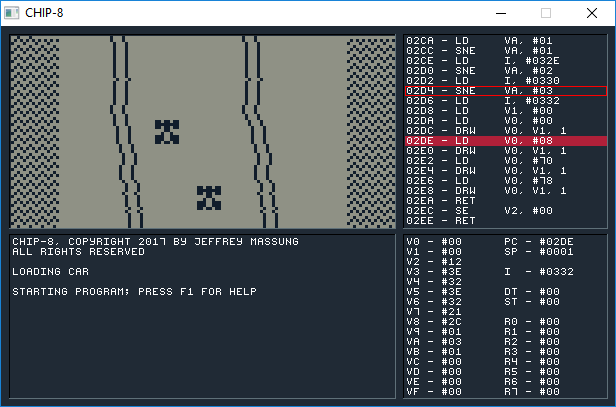 CHIP-8
02CA - LD VA, #01
02CC - SNE VA, #01
02CE - LD I, #032E
02D0 - SNE VA, #02
02D2 - LD I, #0330
02D4 - SNE VA, #03
02D6 - LD I, #0332
02D8 - LD V1, #00
02DA - LD V0, #00
02DC - DRW V0, V1, 1
02DE - LD V0, #08
02E0 - DRW V0, V1, 1
02E2 - LD V0, #70
02E4 - DRW V0, V1, 1
02E6 - LD V0, #78
02E8 - DRW V0, V1, 1
02EA - RET
02EC - SE V2, #00
02EE - RET
CHIP-8, COPYRIGHT 2017 BY JEFFREY MASSUNG
ALL RIGHTS RESERVED
LOADING CAR
STARTING PROGRAM; PRESS F1 FOR HELP
V0 - #00 PC - #02DE
V1 - #00 SP - #0001
V2 - #12
V3 - #3E I - #0332
V4 - #32
V5 - #3E DT - #00
V6 - #32 ST - #00
V7 - #21
V8 - #2C R0 - #00
V9 - #01 R1 - #00
VA - #03 R2 - #00
VB - #01 R3 - #00
VC - #00 R4 - #00
VD - #00 R5 - #00
VE - #00 R6 - #00
VF - #00 R7 - #00